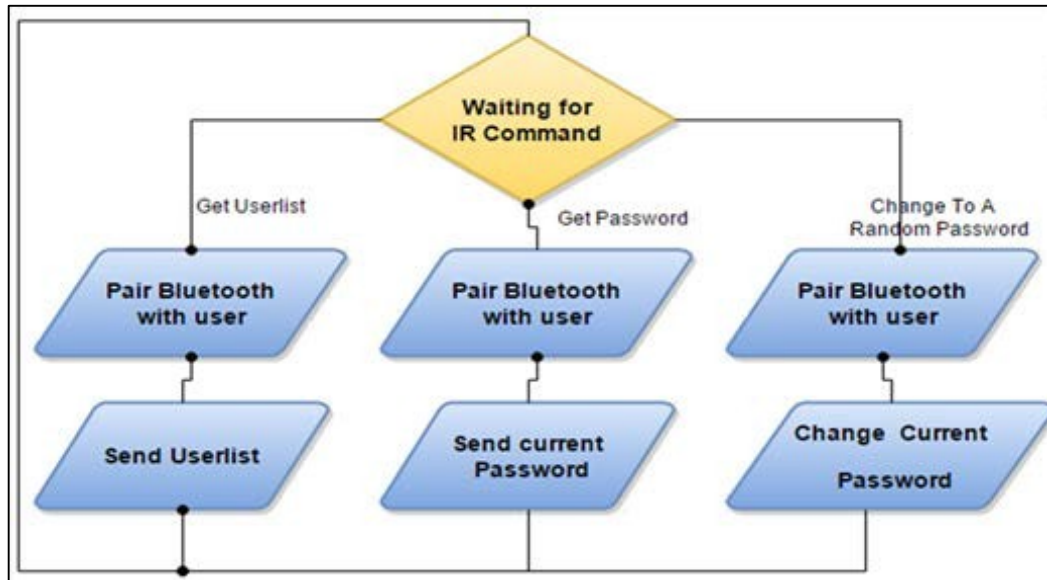 Waiting for
IR Command
Get Userlist
Get Password
Change To A
Random Password
Pair Bluetooth
with user
Pair Bluetooth
with user
Pair Bluetooth
with user
Send Userlist
Send current
Password
Change Current
Password